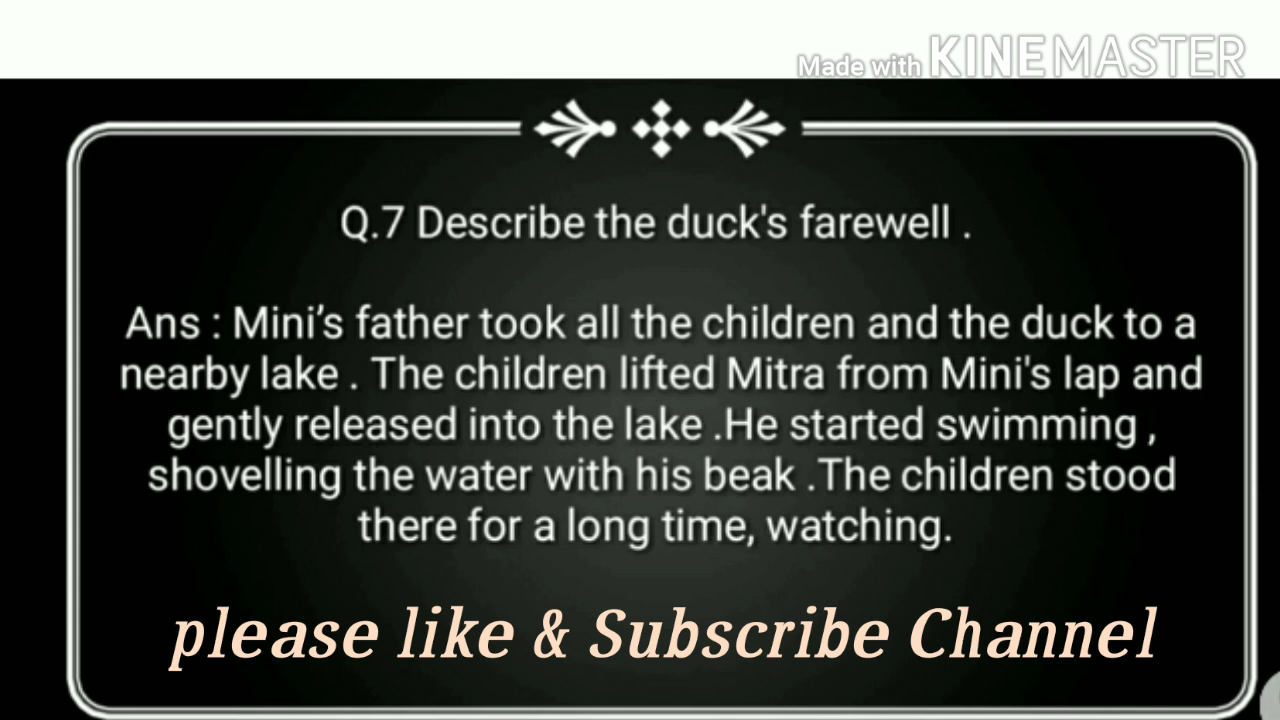 Made with KINEMASTER
Q.7 Describe the duck's farewell .
Ans : Mini’s father took all the children and the duck to a
nearby lake . The children lifted Mitra from Mini's lap and
gently released into the lake .He started swimming ,
shovelling the water with his beak .The children stood
there for a long time, watching.
please like & Subscribe Channel